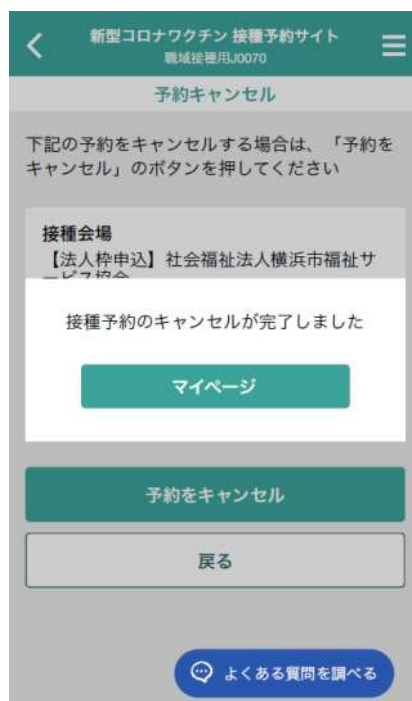 新型コロナワクチン 接種予約サイト
職域接種用J0070
予約キャンセル
下記の予約をキャンセルする場合は、「予約を
キャンセル」のボタンを押してください
接種会場
【法人枠申込】社会福祉法人横浜市福祉サ
ービス協会
接種予約のキャンセルが完了しました
マイページ
予約をキャンセル
戻る
よくある質問を調べる